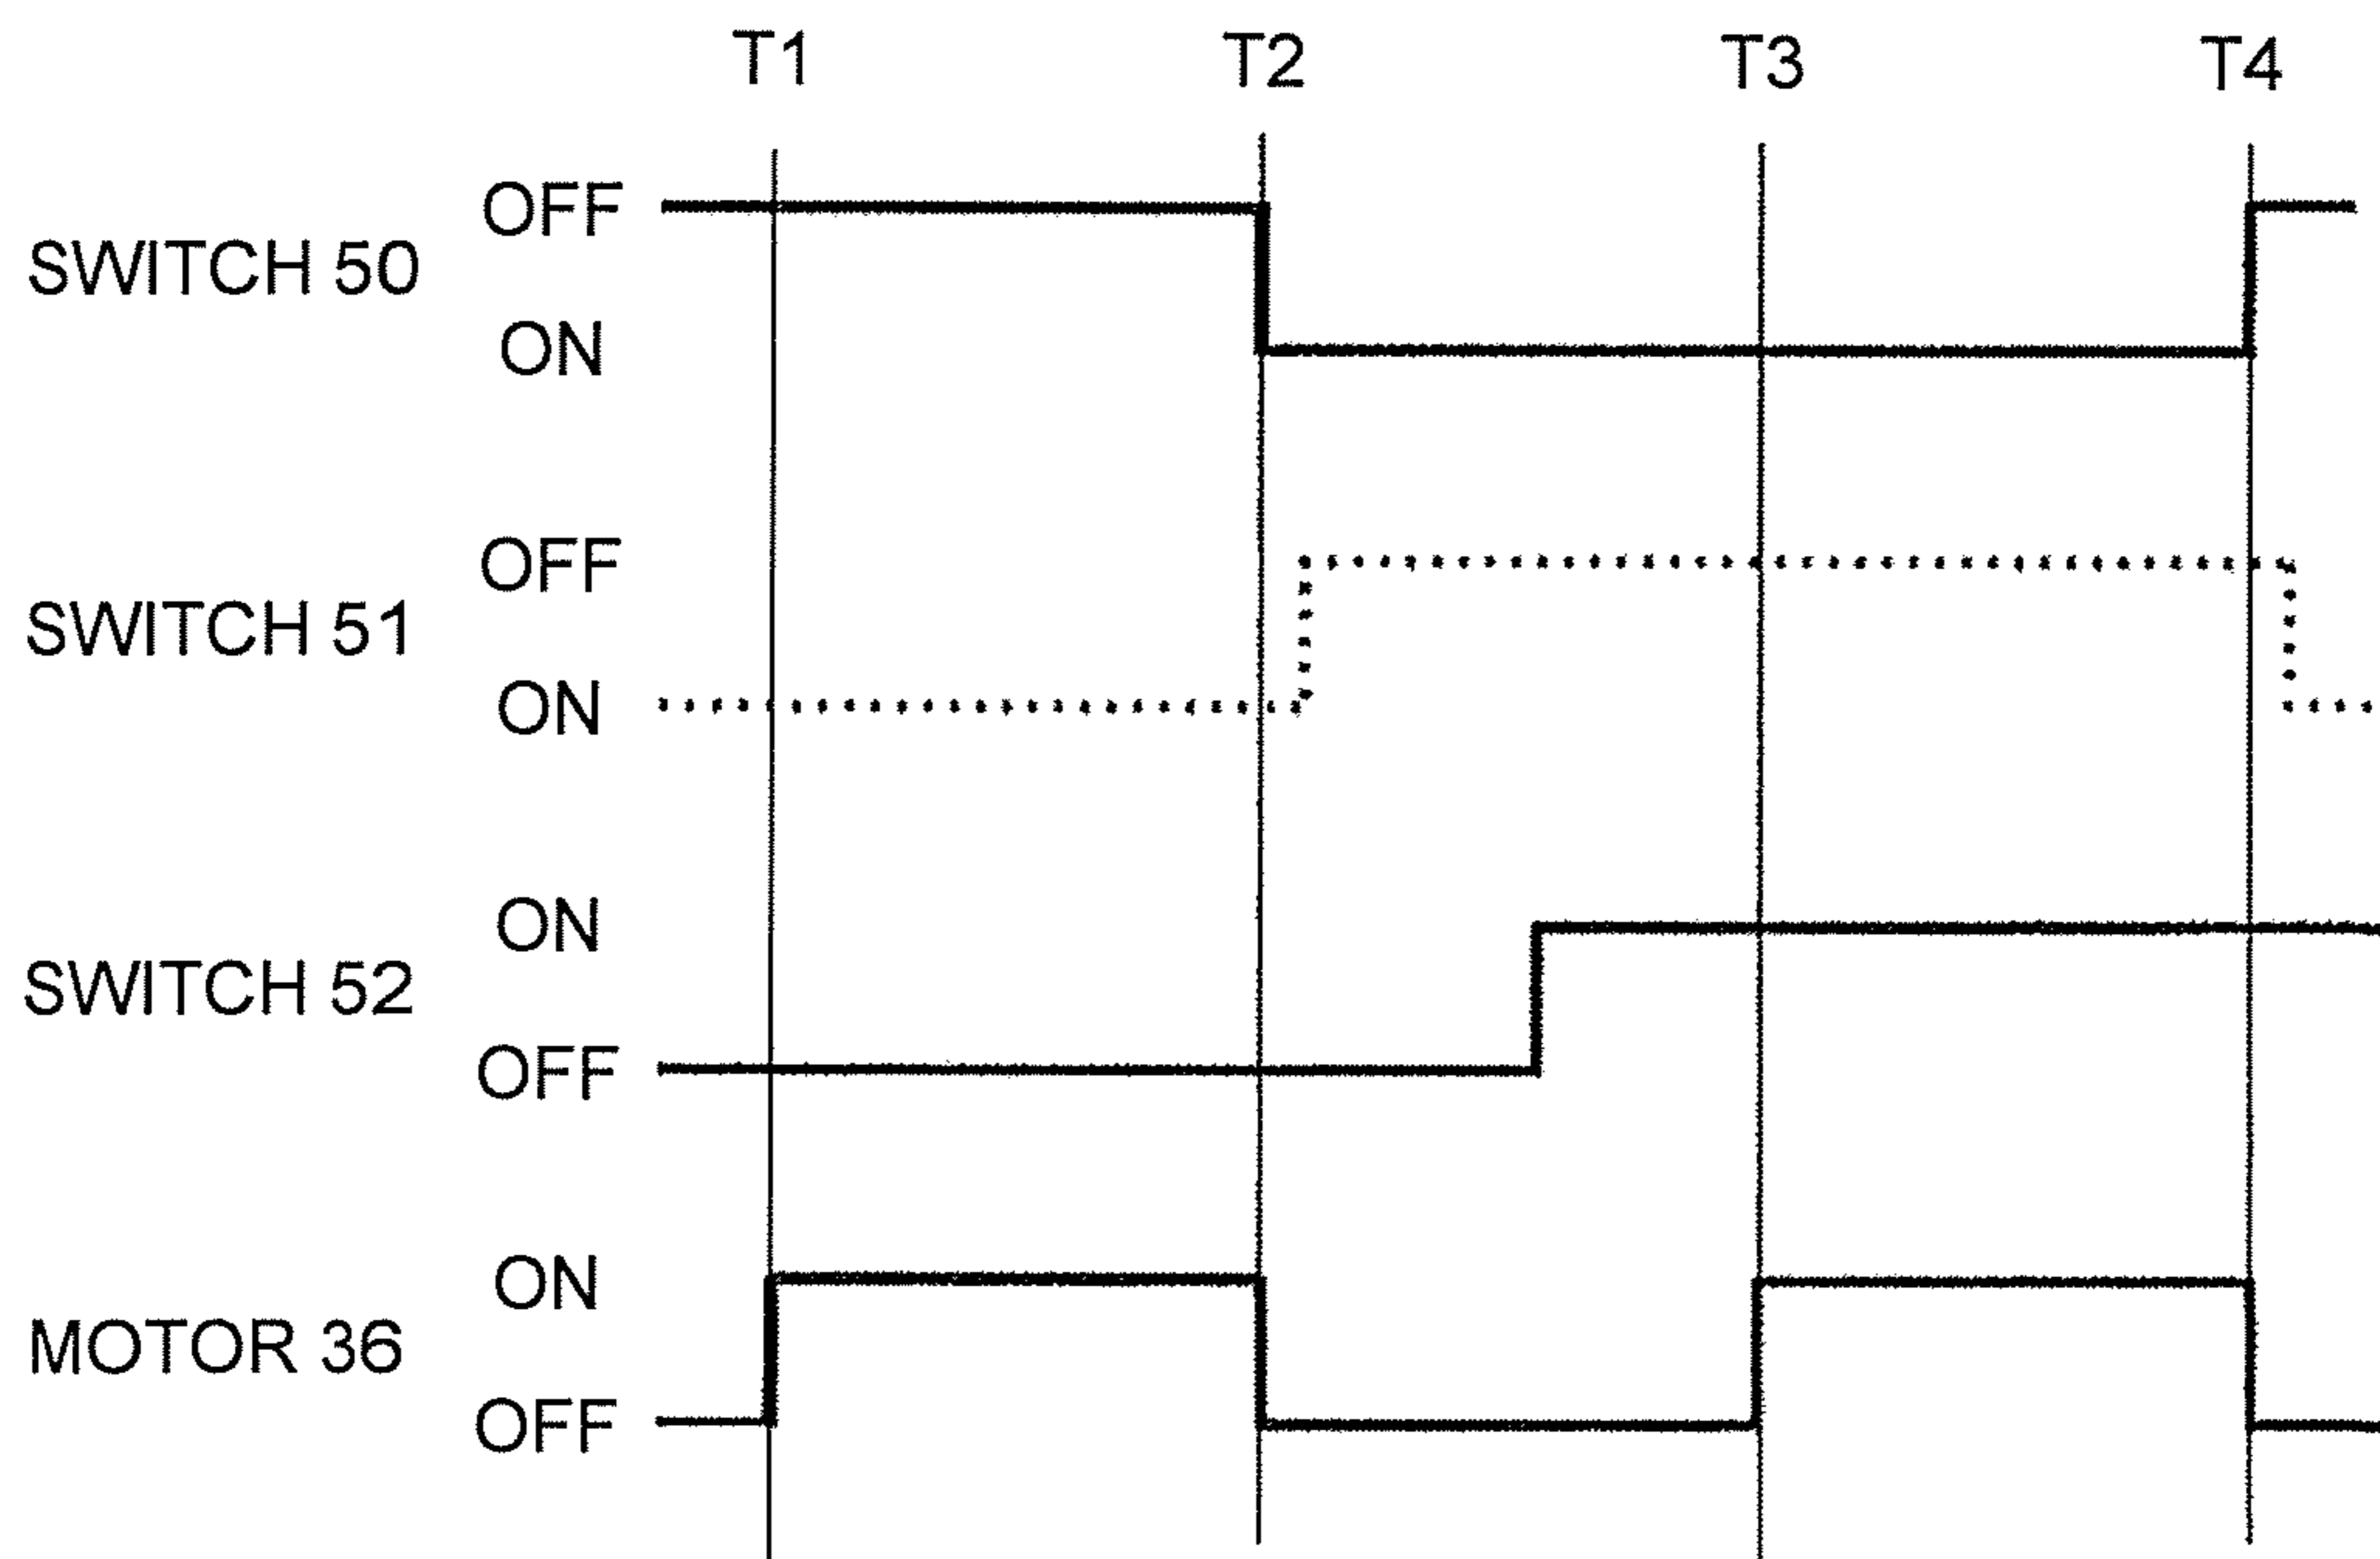 T1 T2 T3 T4
OFF
SWITCH 50
ON
OFF
SWITCH 51
ON
ON
SWITCH 52
OFF
ON
MOTOR 36
OFF